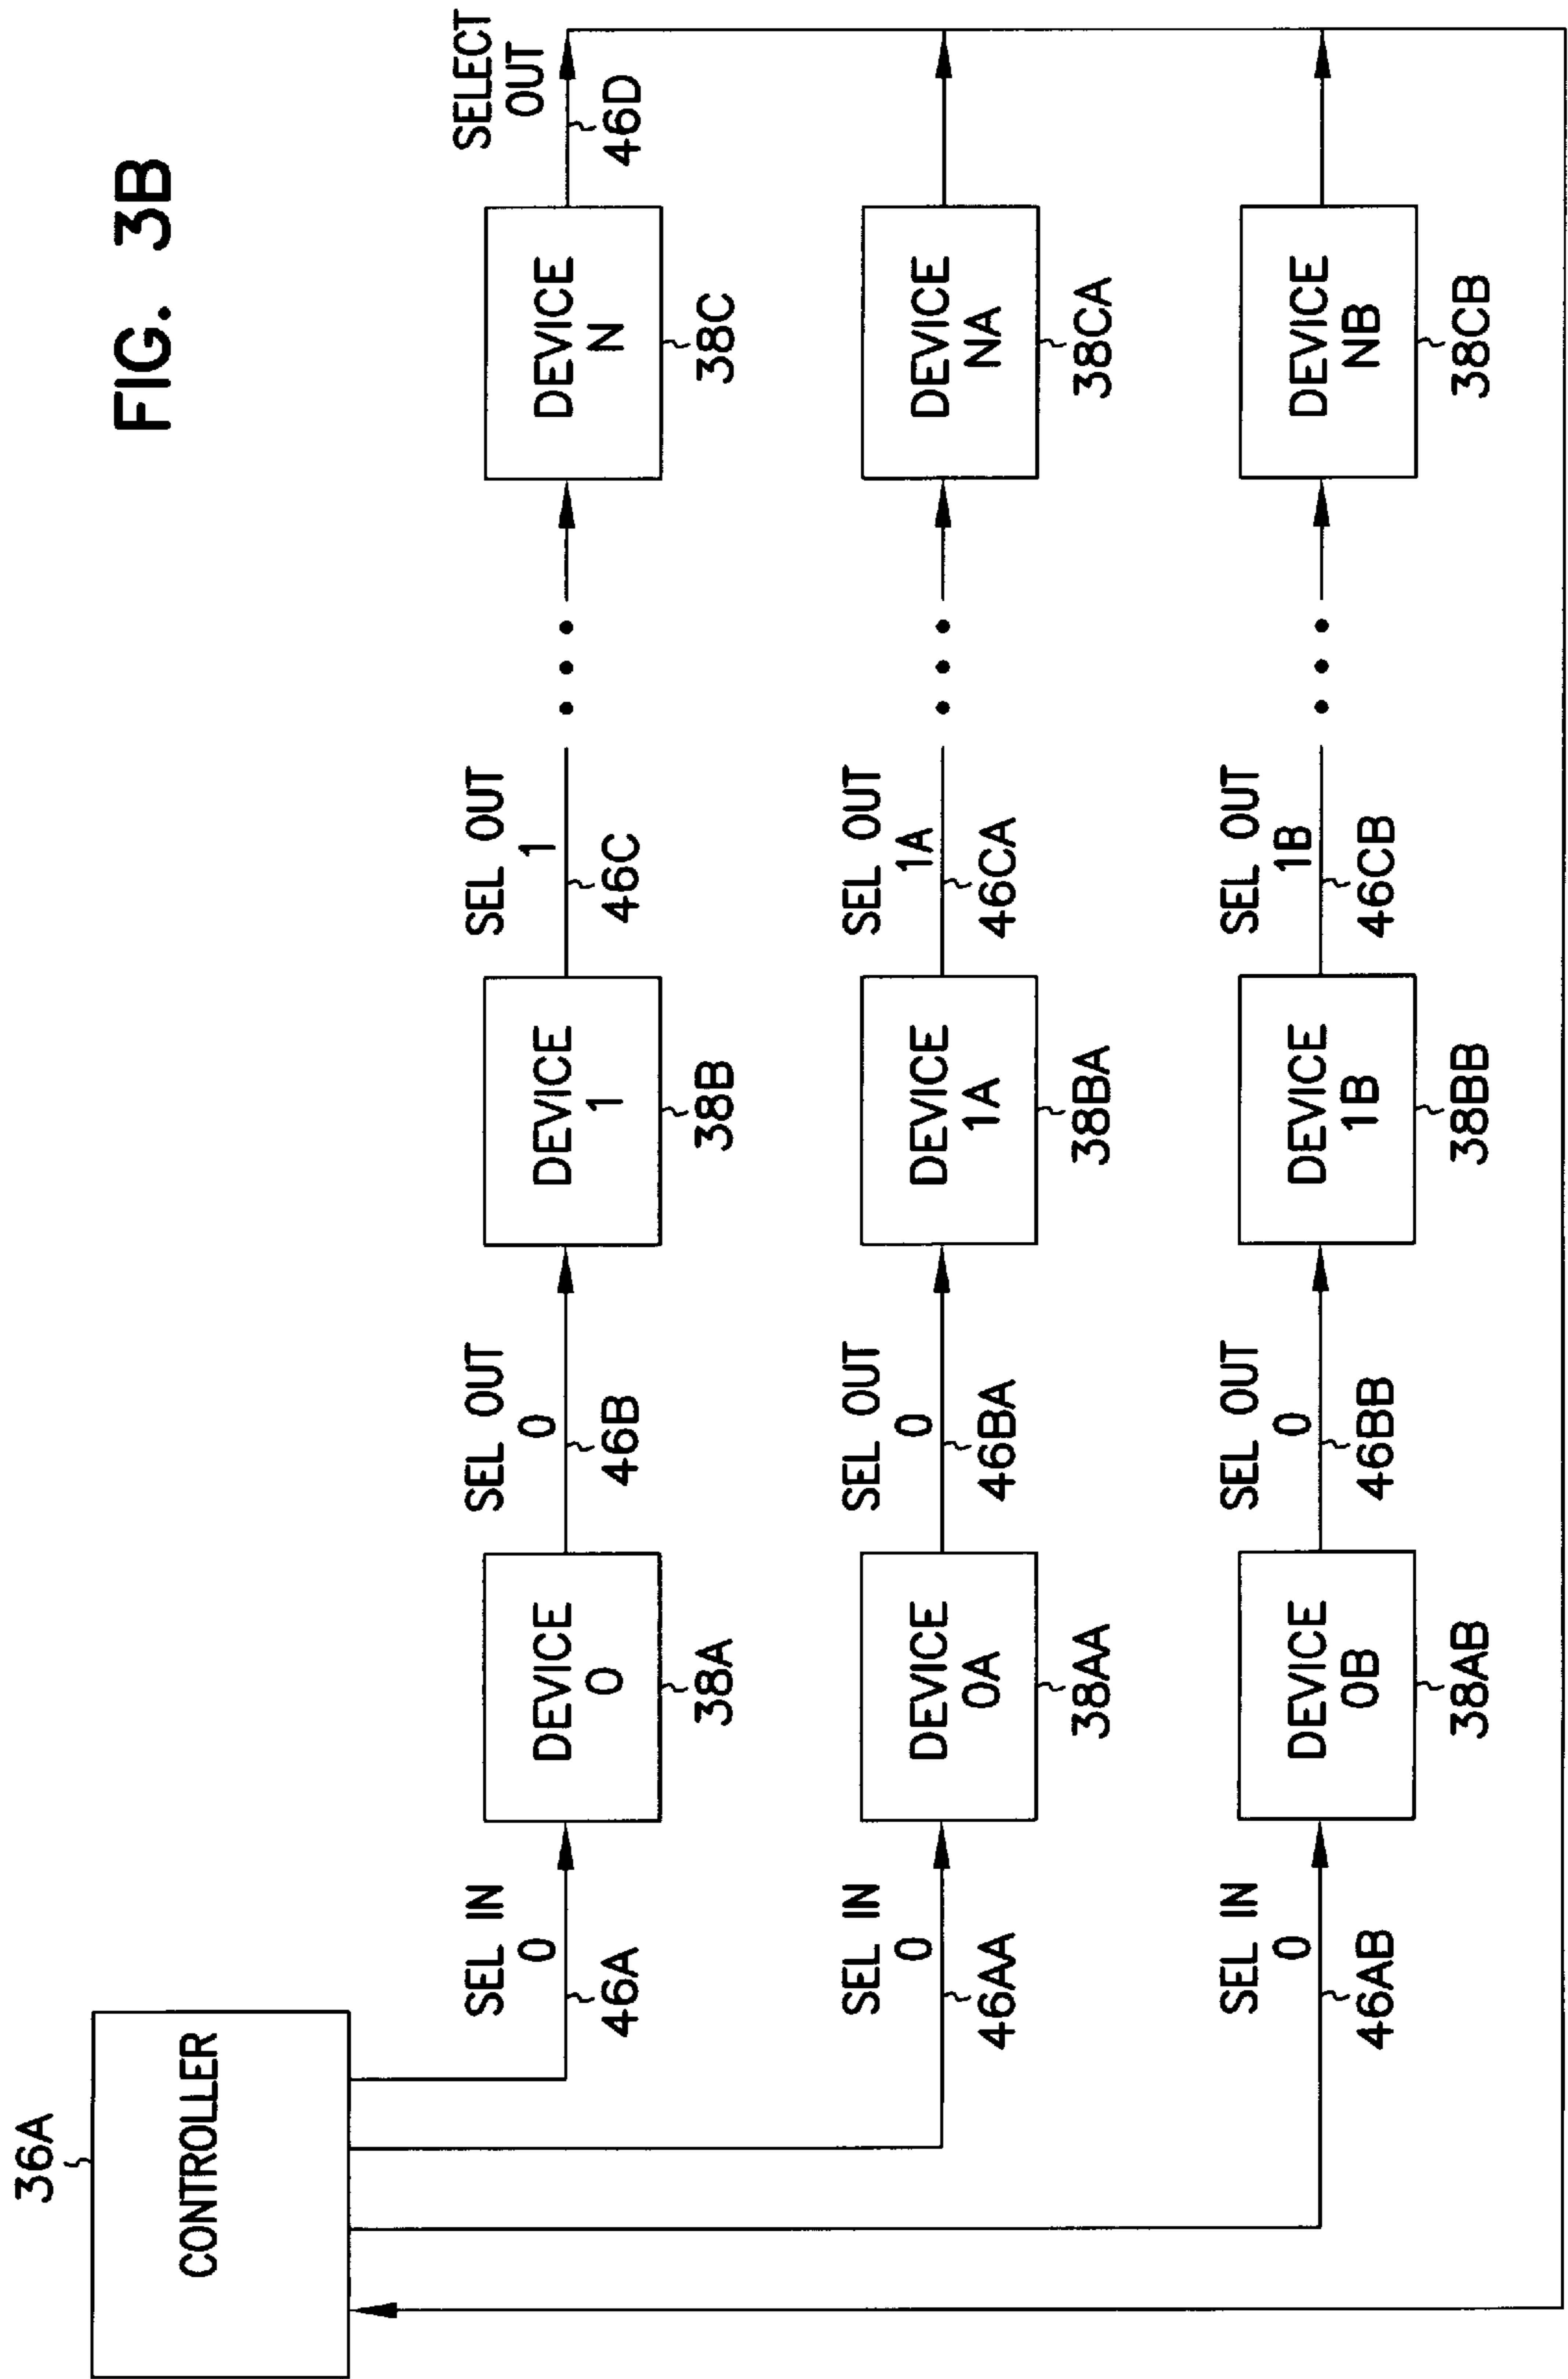 FIG. 3B
36A
CONTROLLER
SEL IN
0
46A
DEVICE
0
38A
SEL OUT
0
46B
DEVICE
1
38B
SEL OUT
1
46C
DEVICE
N
38C
SELECT
OUT
46D
SEL IN
0
46AA
DEVICE
0A
38AA
SEL OUT
0
46BA
DEVICE
1A
38BA
SEL OUT
1A
46CA
DEVICE
NA
38CA
SEL IN
0
46AB
DEVICE
0B
38AB
SEL OUT
0
46BB
DEVICE
1B
38BB
SEL OUT
1B
46CB
DEVICE
NB
38CB